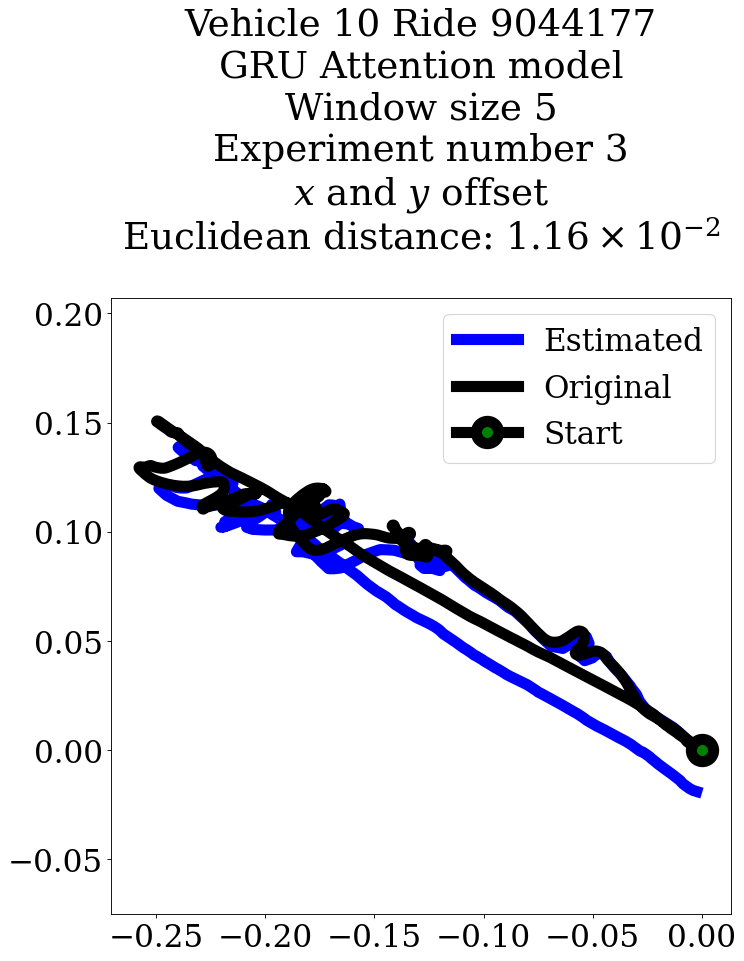 Vehicle 10 Ride 9044177
GRU Attention model
Window size 5
Experiment number 3
x and y offset
Euclidean distance: 1.16 × 10⁻²
Estimated
Original
Start
0.20
0.15
0.10
0.05
0.00
−0.05
−0.25 −0.20 −0.15 −0.10 −0.05 0.00